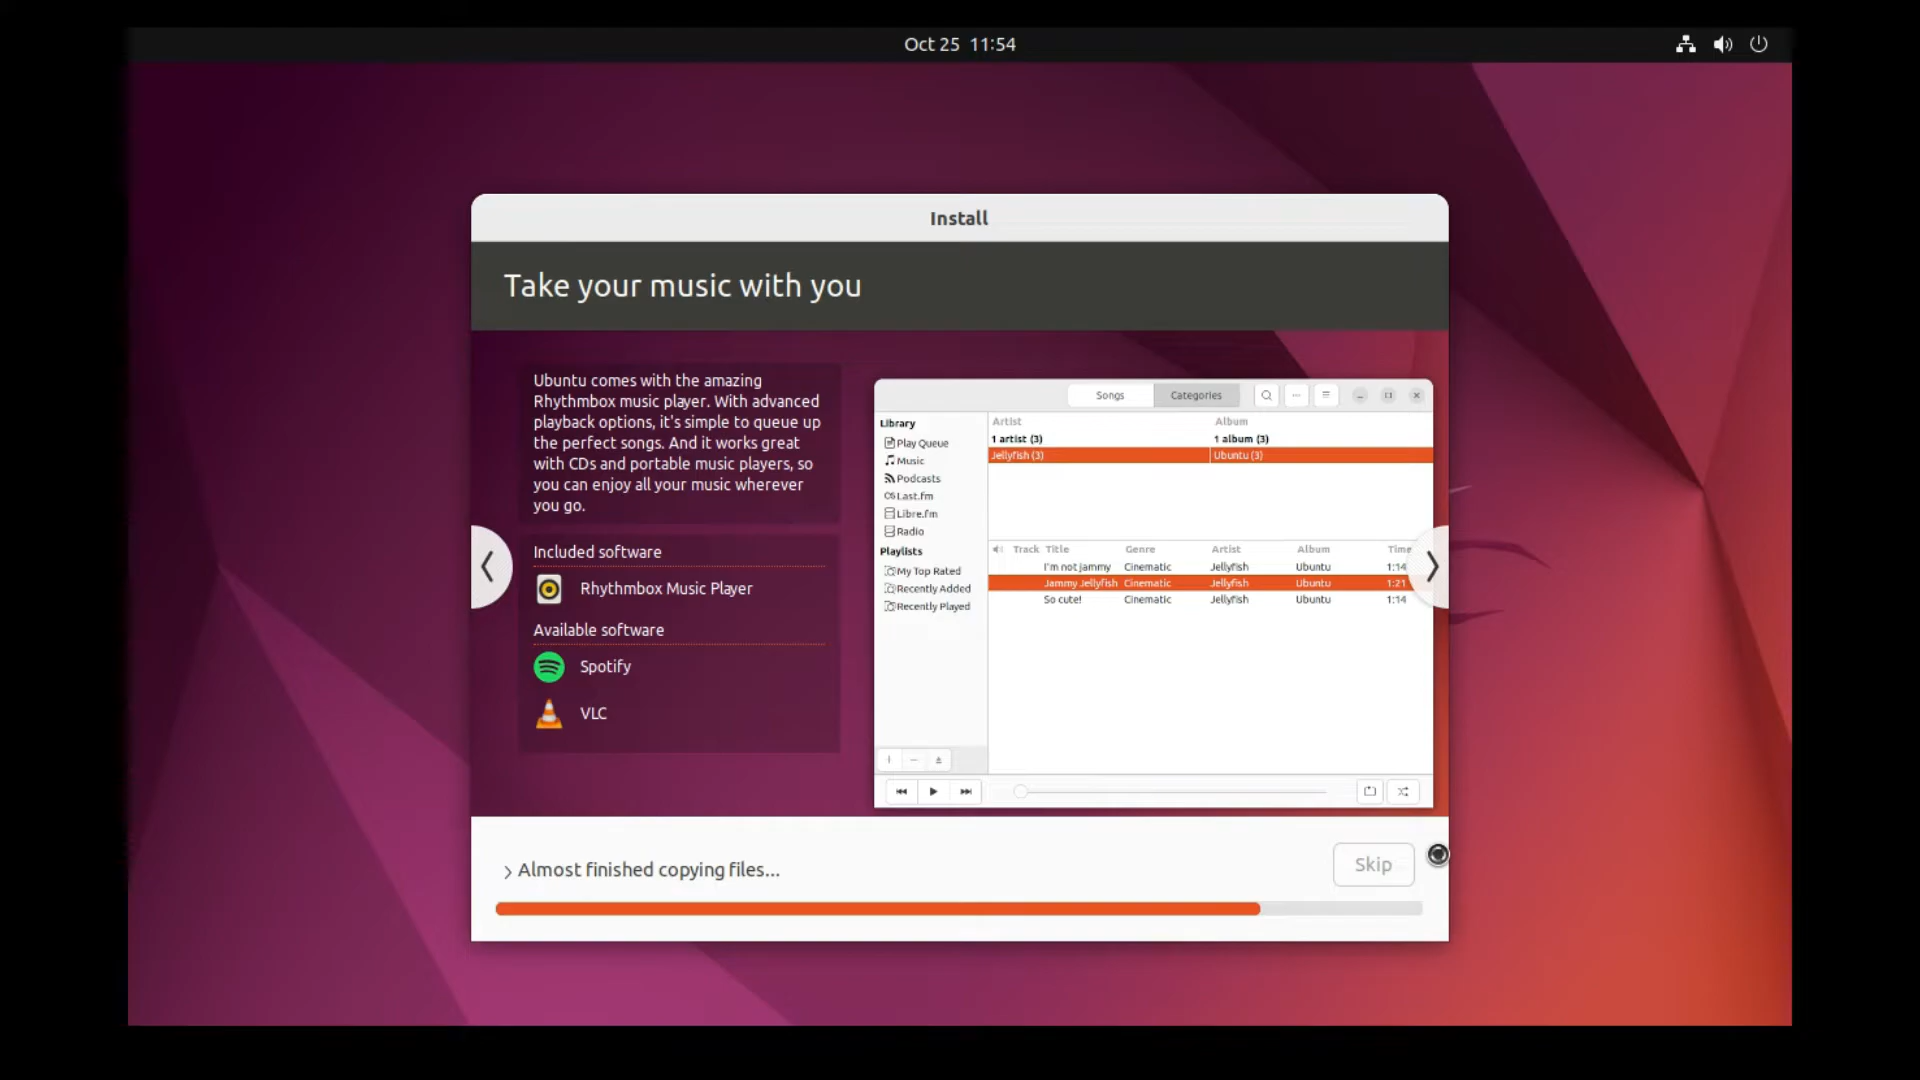 Oct 25 11:54
Install
Take your music with you
Ubuntu comes with the amazing
Rhythmbox music player. With advanced
playback options, it's simple to queue up
the perfect songs. And it works great
with CDs and portable music players, so
you can enjoy all your music wherever
you go.
Included software
Rhythmbox Music Player
Available software
Spotify
VLC
Songs Categories
Library
Play Queue
Music
Podcasts
Last.fm
Libre.fm
Radio
Playlists
My Top Rated
Recently Added
Recently Played
Artist Album
1 artist (3) 1 album (3)
Jellyfish (3) Ubuntu (3)
Track Title Genre Artist Album Time
I'm not jammy Cinematic Jellyfish Ubuntu 1:14
Jammy Jellyfish Cinematic Jellyfish Ubuntu 1:21
So cute! Cinematic Jellyfish Ubuntu 1:14
Almost finished copying files...
Skip